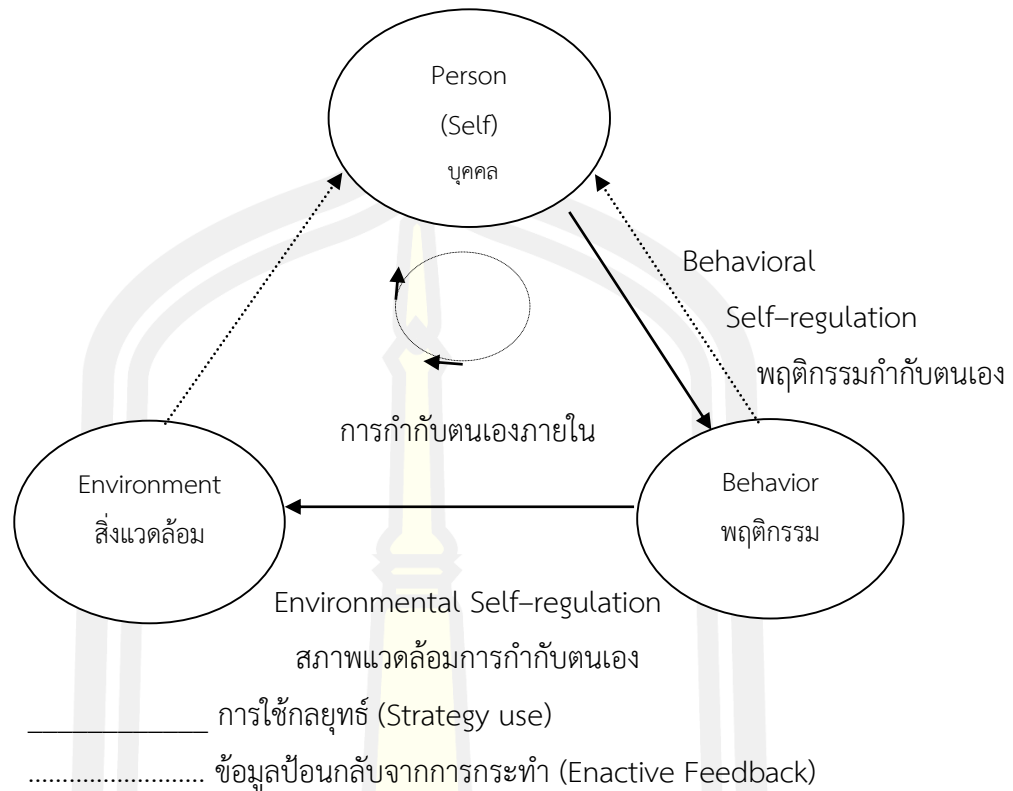 Person
(Self)
บุคคล
Behavioral
Self–regulation
พฤติกรรมกำกับตนเอง
การกำกับตนเองภายใน
Environment
สิ่งแวดล้อม
Behavior
พฤติกรรม
Environmental Self–regulation
สภาพแวดล้อมการกำกับตนเอง
_____________ การใช้กลยุทธ์ (Strategy use)
......................... ข้อมูลป้อนกลับจากการกระทำ (Enactive Feedback)